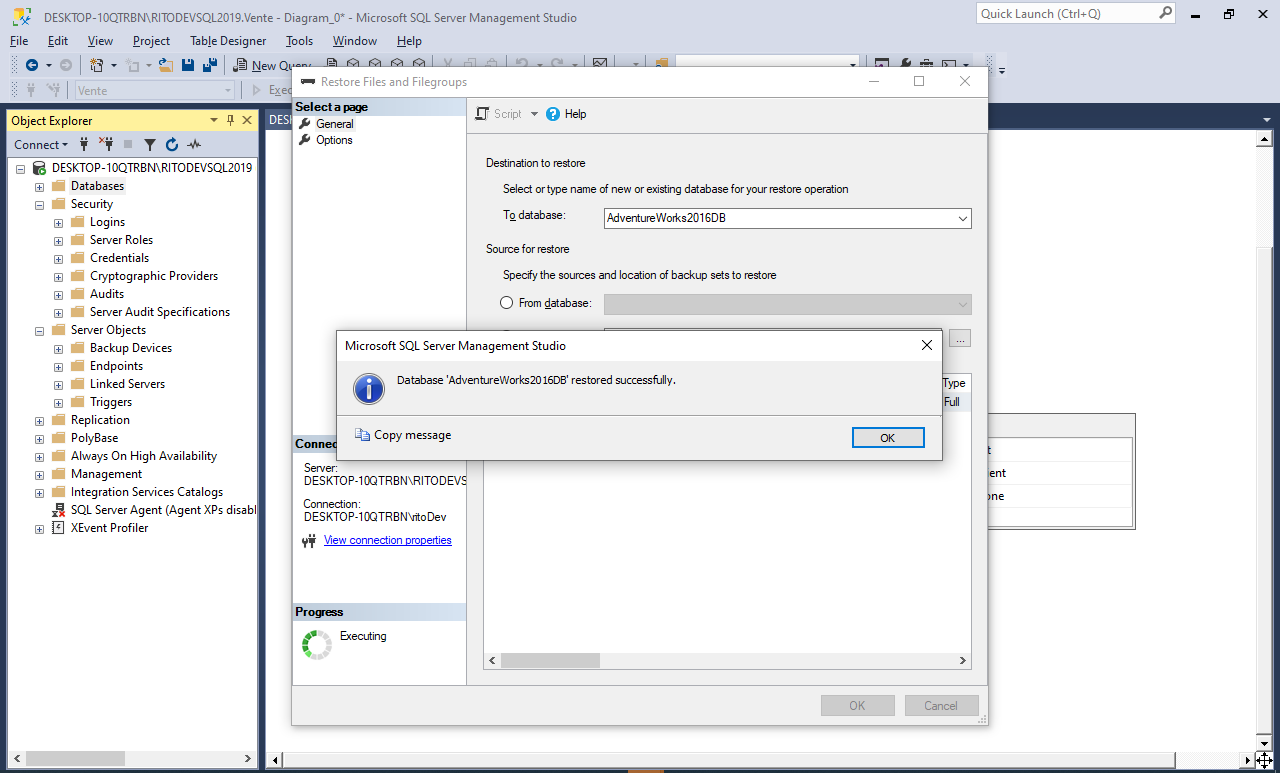 DESKTOP-10QTRBN\RITODEVSQL2019.Vente - Diagram_0* - Microsoft SQL Server Management Studio
Quick Launch (Ctrl+Q)
File Edit View Project Table Designer Tools Window Help
New Query
Vente
Exec
Object Explorer
Connect
DESKTOP-10QTRBN\RITODEVSQL2019
Databases
Security
Logins
Server Roles
Credentials
Cryptographic Providers
Audits
Server Audit Specifications
Server Objects
Backup Devices
Endpoints
Linked Servers
Triggers
Replication
PolyBase
Always On High Availability
Management
Integration Services Catalogs
SQL Server Agent (Agent XPs disabl
XEvent Profiler
DES
Restore Files and Filegroups
Select a page
General
Options
Script
Help
Destination to restore
Select or type name of new or existing database for your restore operation
To database:
AdventureWorks2016DB
Source for restore
Specify the sources and location of backup sets to restore
From database:
...
Type
Full
Microsoft SQL Server Management Studio
Database 'AdventureWorks2016DB' restored successfully.
Copy message
OK
Connec
Server:
DESKTOP-10QTRBN\RITODEVS
Connection:
DESKTOP-10QTRBN\ritoDev
View connection properties
Progress
Executing
OK
Cancel
t
ent
one